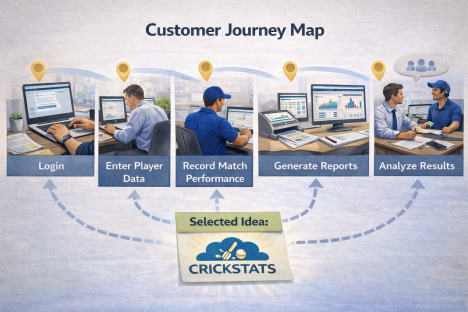 Customer Journey Map
Login
Enter Player
Data
Record Match
Performance
Generate Reports
Analyze Results
Selected Idea:
CRICKSTATS